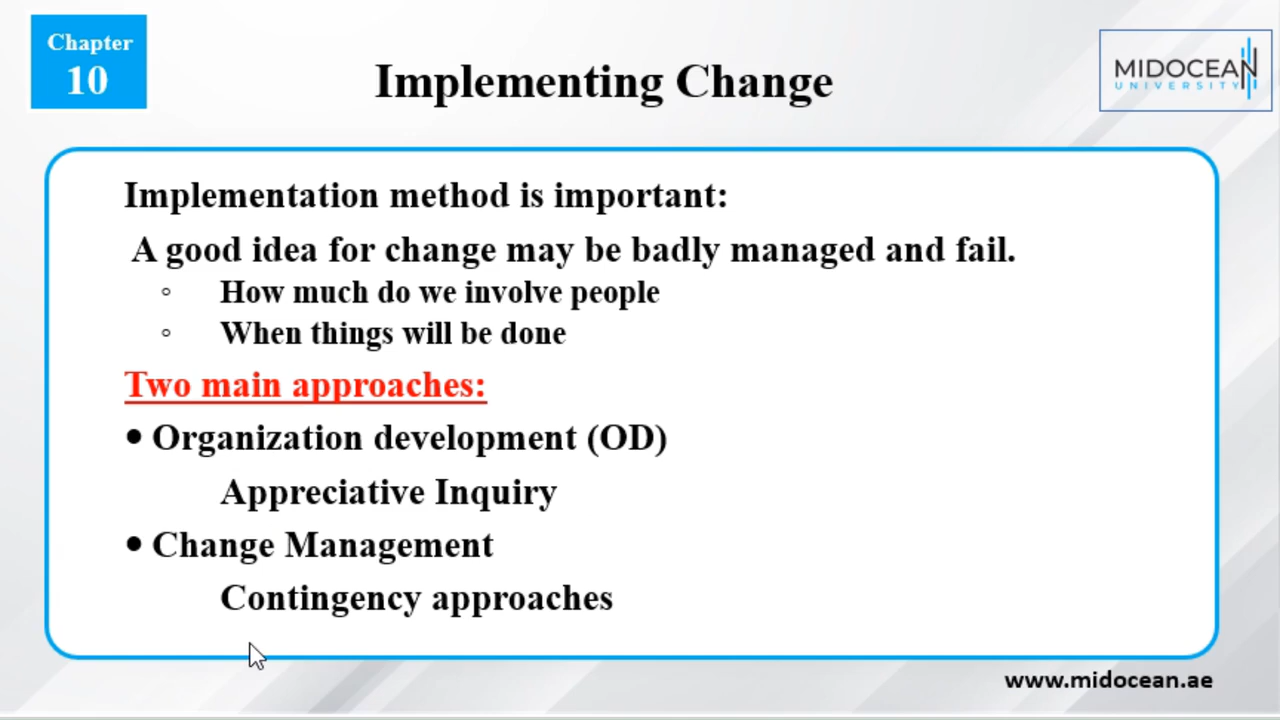 Chapter
10
Implementing Change
MIDOCEAN
UNIVERSITY
Implementation method is important:
A good idea for change may be badly managed and fail.
◦ How much do we involve people
◦ When things will be done
Two main approaches:
• Organization development (OD)
Appreciative Inquiry
• Change Management
Contingency approaches
www.midocean.ae